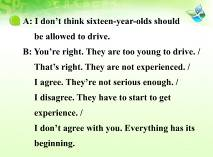 A: I don't think sixteen-year-olds should
be allowed to drive.
B: You're right. They are too young to drive. /
That's right. They are not experienced. /
I agree. They're not serious enough. /
I disagree. They have to start to get
experience. /
I don't agree with you. Everything has its
beginning.